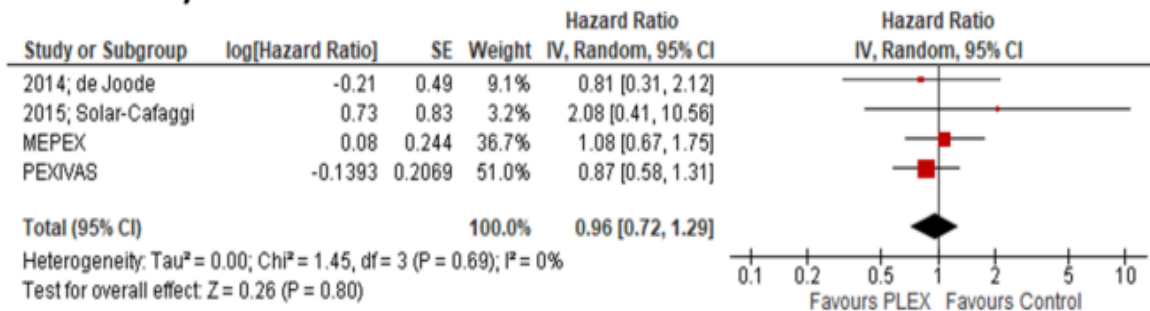 Hazard Ratio Hazard Ratio
Study or Subgroup log[Hazard Ratio] SE Weight IV, Random, 95% CI IV, Random, 95% CI
2014; de Joode -0.21 0.49 9.1% 0.81 [0.31, 2.12]
2015; Solar-Cafaggi 0.73 0.83 3.2% 2.08 [0.41, 10.56]
MEPEX 0.08 0.244 36.7% 1.08 [0.67, 1.75]
PEXIVAS -0.1393 0.2069 51.0% 0.87 [0.58, 1.31]
Total (95% CI) 100.0% 0.96 [0.72, 1.29]
Heterogeneity: Tau² = 0.00; Chi² = 1.45, df = 3 (P = 0.69); I² = 0%
Test for overall effect: Z = 0.26 (P = 0.80)
0.1 0.2 0.5 1 2 5 10
Favours PLEX Favours Control